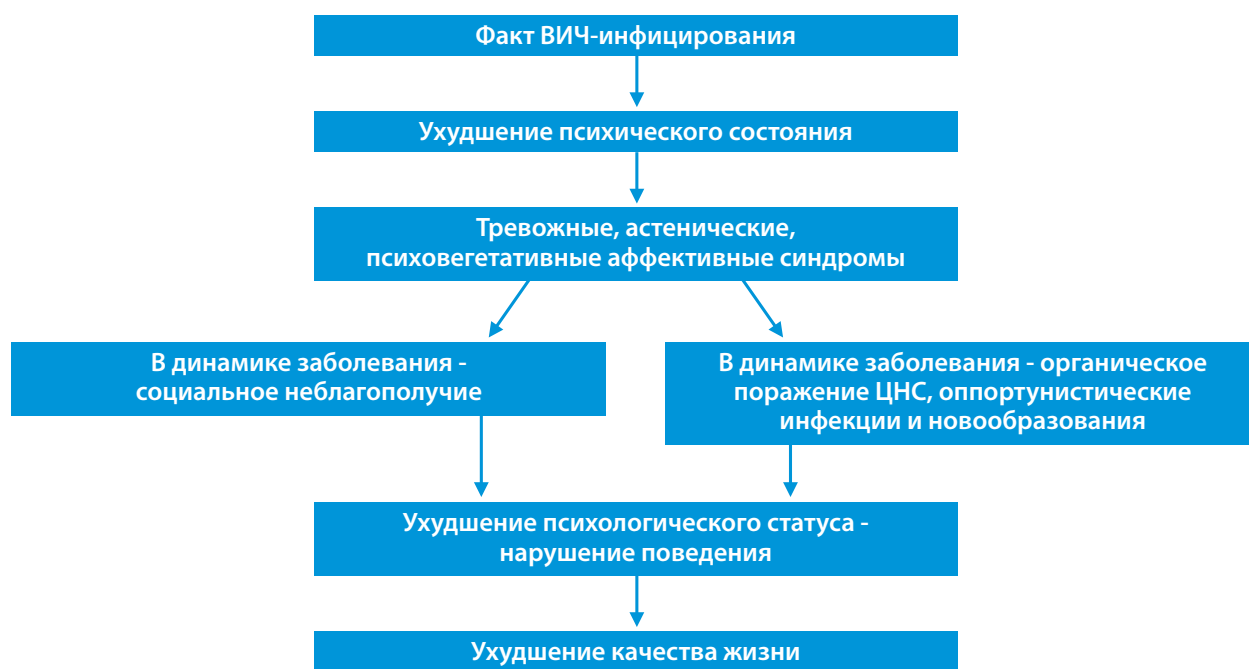 Факт ВИЧ-инфицирования
Ухудшение психического состояния
Тревожные, астенические,
психовегетативные аффективные синдромы
В динамике заболевания -
социальное неблагополучие
В динамике заболевания - органическое
поражение ЦНС, оппортунистические
инфекции и новообразования
Ухудшение психологического статуса -
нарушение поведения
Ухудшение качества жизни